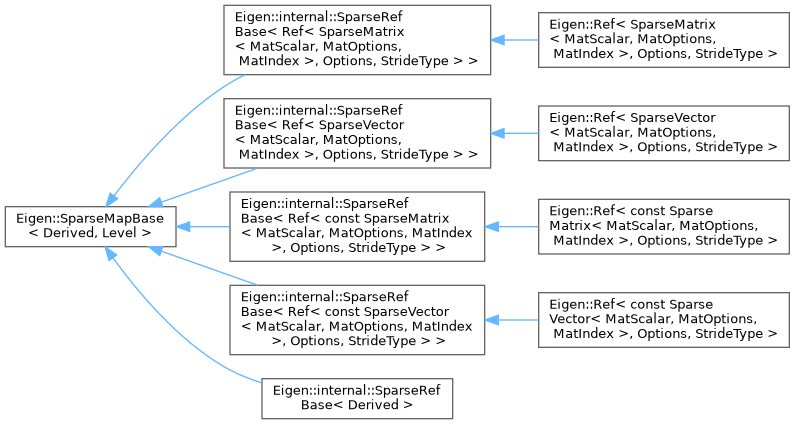 Eigen::internal::SparseRef
Base< Ref< SparseMatrix
< MatScalar, MatOptions,
MatIndex >, Options, StrideType > >
Eigen::Ref< SparseMatrix
< MatScalar, MatOptions,
MatIndex >, Options, StrideType >
Eigen::internal::SparseRef
Base< Ref< SparseVector
< MatScalar, MatOptions,
MatIndex >, Options, StrideType > >
Eigen::Ref< SparseVector
< MatScalar, MatOptions,
MatIndex >, Options, StrideType >
Eigen::SparseMapBase
< Derived, Level >
Eigen::internal::SparseRef
Base< Ref< const SparseMatrix
< MatScalar, MatOptions, MatIndex
>, Options, StrideType > >
Eigen::Ref< const Sparse
Matrix< MatScalar, MatOptions,
MatIndex >, Options, StrideType >
Eigen::internal::SparseRef
Base< Ref< const SparseVector
< MatScalar, MatOptions, MatIndex
>, Options, StrideType > >
Eigen::Ref< const Sparse
Vector< MatScalar, MatOptions,
MatIndex >, Options, StrideType >
Eigen::internal::SparseRef
Base< Derived >